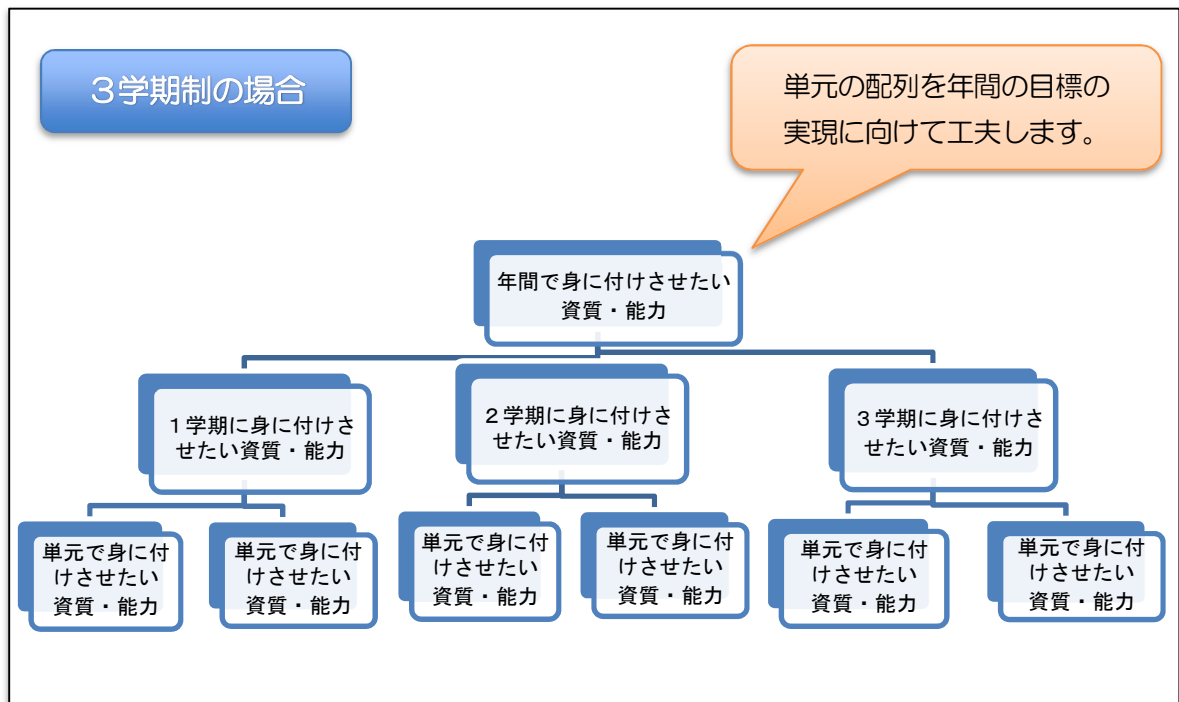 3学期制の場合
単元の配列を年間の目標の
実現に向けて工夫します。
年間で身に付けさせたい
資質・能力
1学期に身に付けさ
せたい資質・能力
2学期に身に付けさ
せたい資質・能力
3学期に身に付けさ
せたい資質・能力
単元で身に付
けさせたい
資質・能力
単元で身に付
けさせたい
資質・能力
単元で身に付
けさせたい
資質・能力
単元で身に付
けさせたい
資質・能力
単元で身に付
けさせたい
資質・能力
単元で身に付
けさせたい
資質・能力